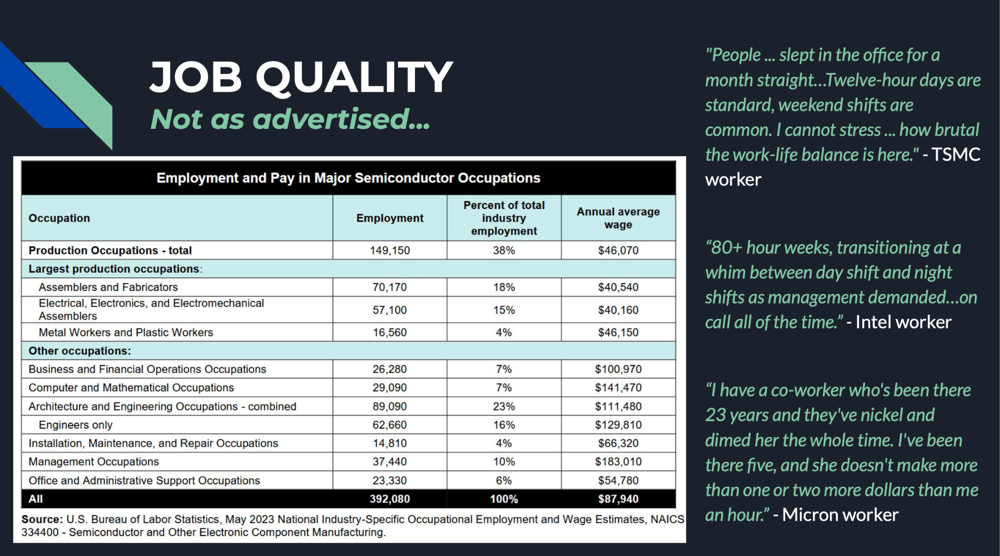 JOB QUALITY
Not as advertised...
Employment and Pay in Major Semiconductor Occupations
Occupation Employment Percent of total industry employment Annual average wage
Production Occupations - total 149,150 38% $46,070
Largest production occupations:
Assemblers and Fabricators 70,170 18% $40,540
Electrical, Electronics, and Electromechanical Assemblers 57,100 15% $40,160
Metal Workers and Plastic Workers 16,560 4% $46,150
Other occupations:
Business and Financial Operations Occupations 26,280 7% $100,970
Computer and Mathematical Occupations 29,090 7% $141,470
Architecture and Engineering Occupations - combined 89,090 23% $111,480
Engineers only 62,660 16% $129,810
Installation, Maintenance, and Repair Occupations 14,810 4% $66,320
Management Occupations 37,440 10% $183,010
Office and Administrative Support Occupations 23,330 6% $54,780
All 392,080 100% $87,940
Source: U.S. Bureau of Labor Statistics, May 2023 National Industry-Specific Occupational Employment and Wage Estimates, NAICS
334400 - Semiconductor and Other Electronic Component Manufacturing.
"People ... slept in the office for a
month straight...Twelve-hour days are
standard, weekend shifts are
common. I cannot stress ... how brutal
the work-life balance is here." - TSMC
worker
“80+ hour weeks, transitioning at a
whim between day shift and night
shifts as management demanded...on
call all of the time.” - Intel worker
“I have a co-worker who's been there
23 years and they've nickel and
dimed her the whole time. I've been
there five, and she doesn't make more
than one or two more dollars than me
an hour.” - Micron worker